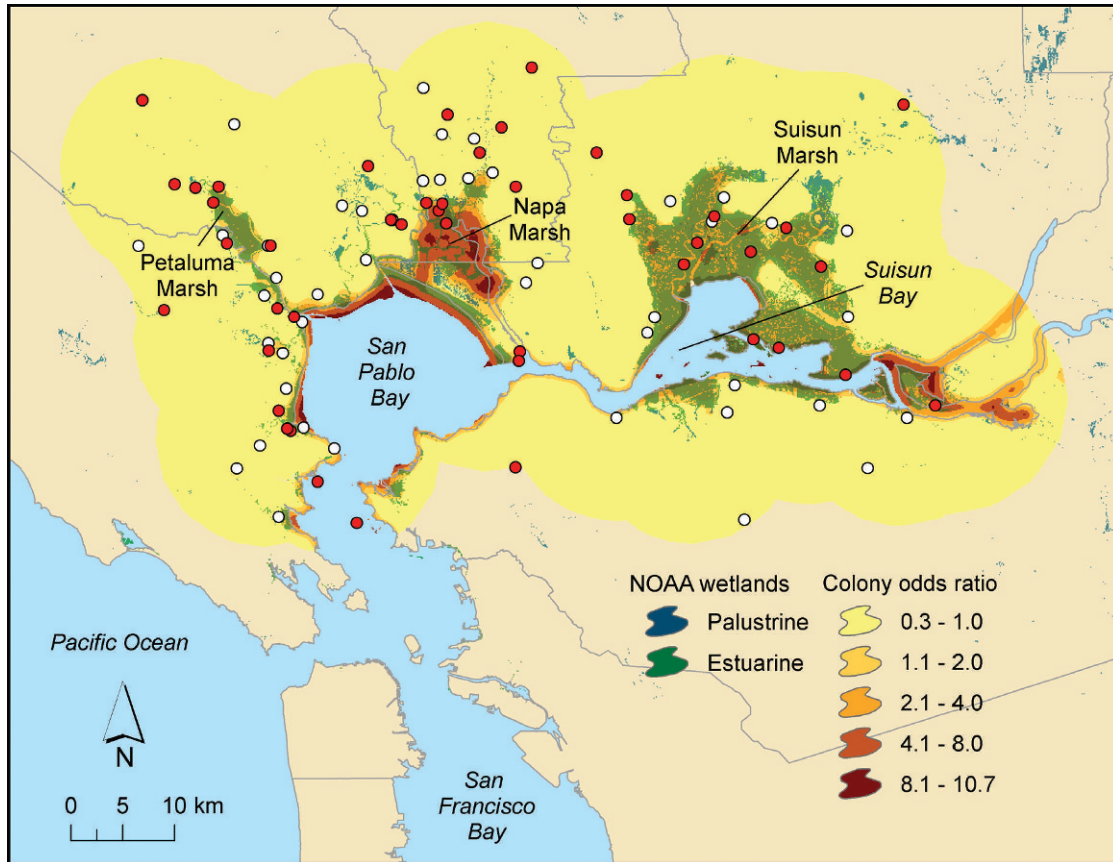 Suisun
Marsh
Napa
Marsh
Petaluma
Marsh
Suisun
Bay
San
Pablo
Bay
NOAA wetlands
Palustrine
Estuarine
Colony odds ratio
0.3 - 1.0
1.1 - 2.0
2.1 - 4.0
4.1 - 8.0
8.1 - 10.7
Pacific Ocean
N
0 5 10 km
San
Francisco
Bay